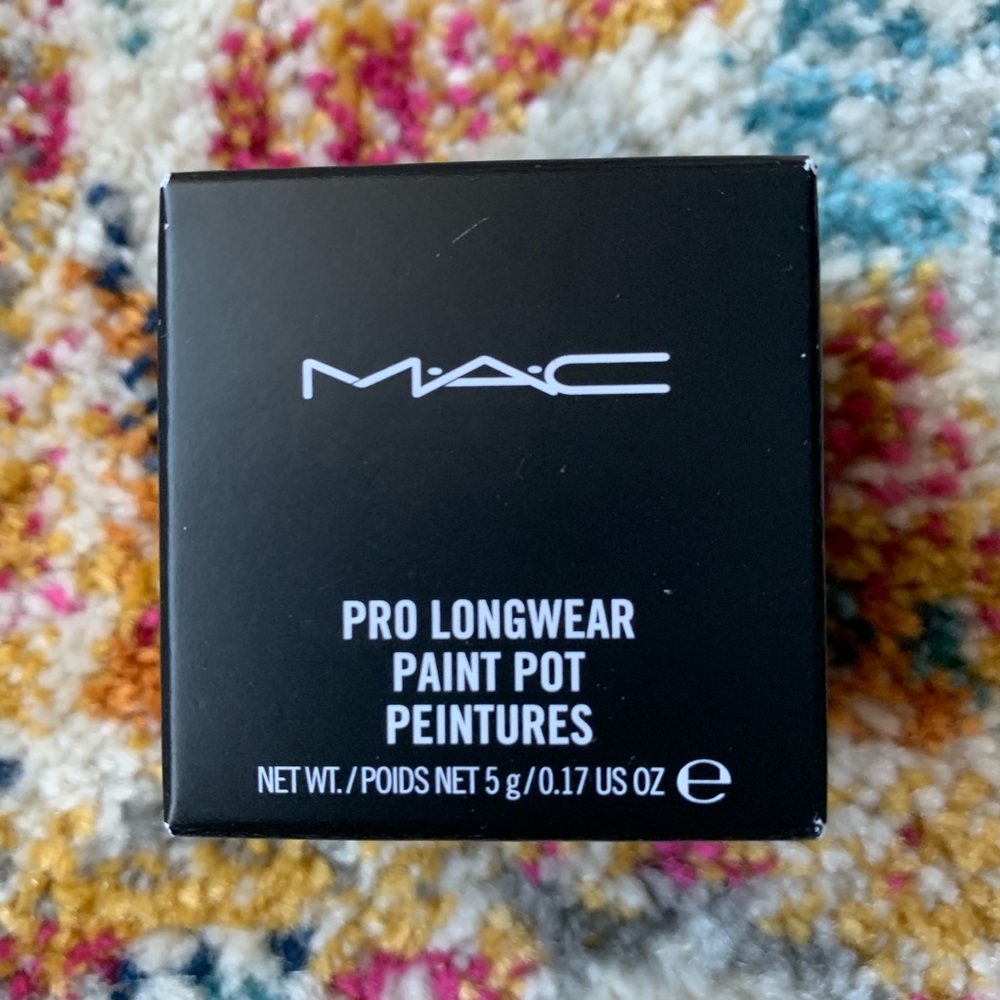 M·A·C
PRO LONGWEAR
PAINT POT
PEINTURES
NET WT./POIDS NET 5 g/0.17 US OZ ℮